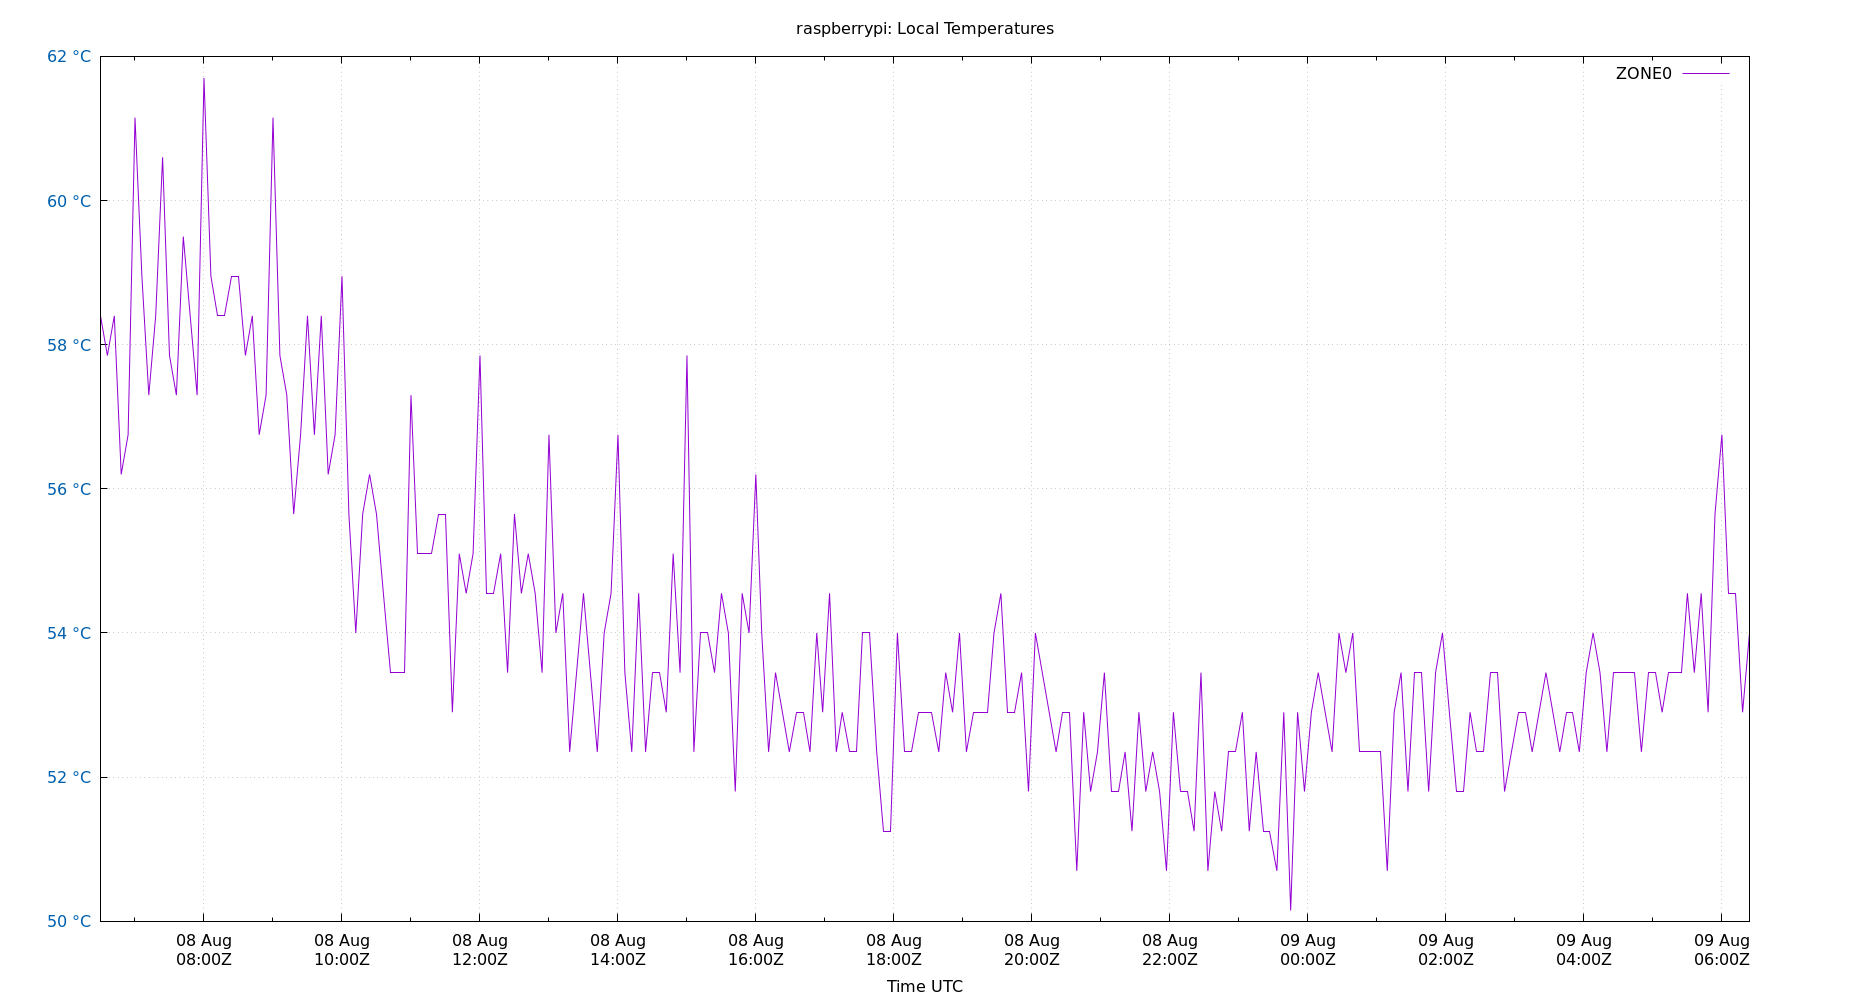 raspberrypi: Local Temperatures
ZONE0
62 °C
60 °C
58 °C
56 °C
54 °C
52 °C
50 °C
08 Aug
08:00Z
08 Aug
10:00Z
08 Aug
12:00Z
08 Aug
14:00Z
08 Aug
16:00Z
08 Aug
18:00Z
08 Aug
20:00Z
08 Aug
22:00Z
09 Aug
00:00Z
09 Aug
02:00Z
09 Aug
04:00Z
09 Aug
06:00Z
Time UTC